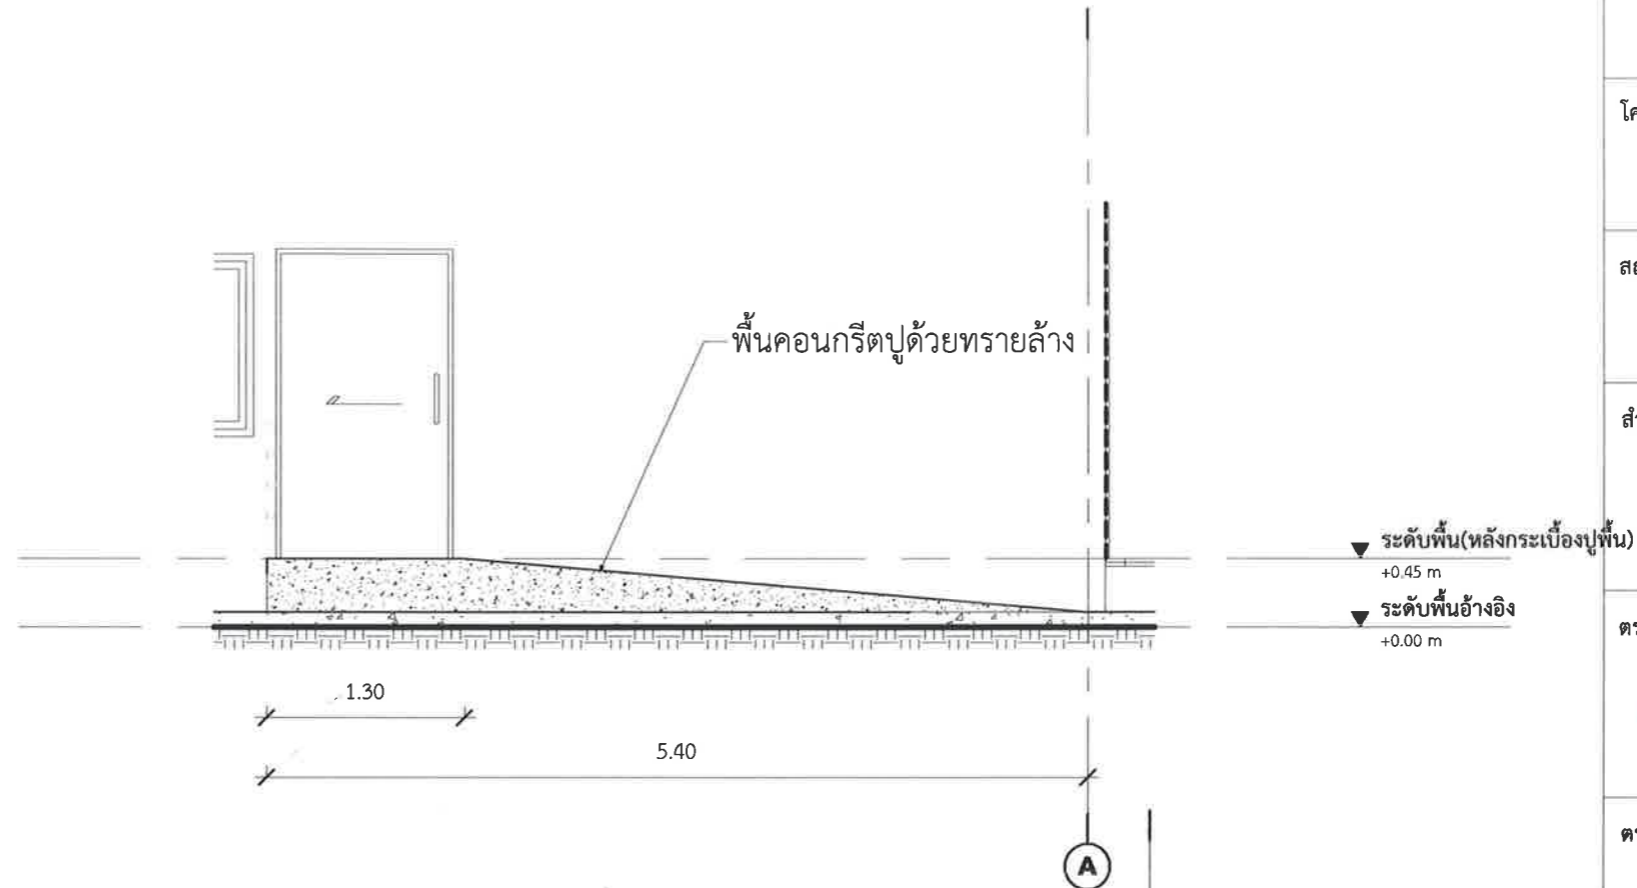 พื้นคอนกรีตปูด้วยทรายล้าง
ระดับพื้น(หลังกระเบื้องปูพื้น)
+0.45 m
ระดับพื้นอ้างอิง
+0.00 m
1.30
5.40
A